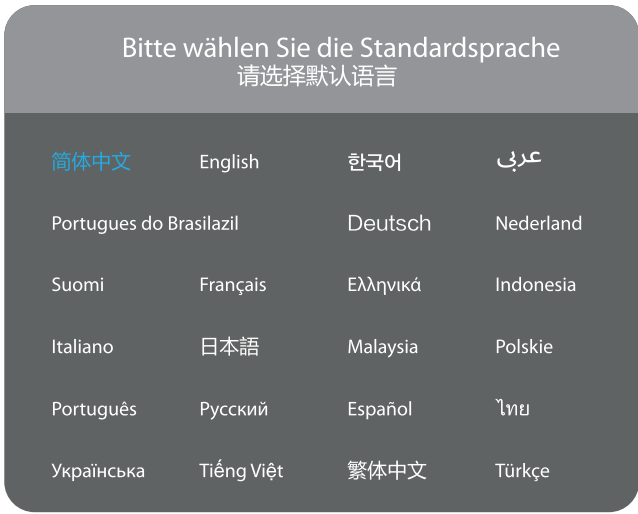 Bitte wählen Sie die Standardsprache
请选择默认语言
简体中文 English 한국어 عربى
Portugues do Brasilazil Deutsch Nederland
Suomi Français Ελληνικά Indonesia
Italiano 日本語 Malaysia Polskie
Português Русский Español ไทย
Українська Tiếng Việt 繁体中文 Türkçe